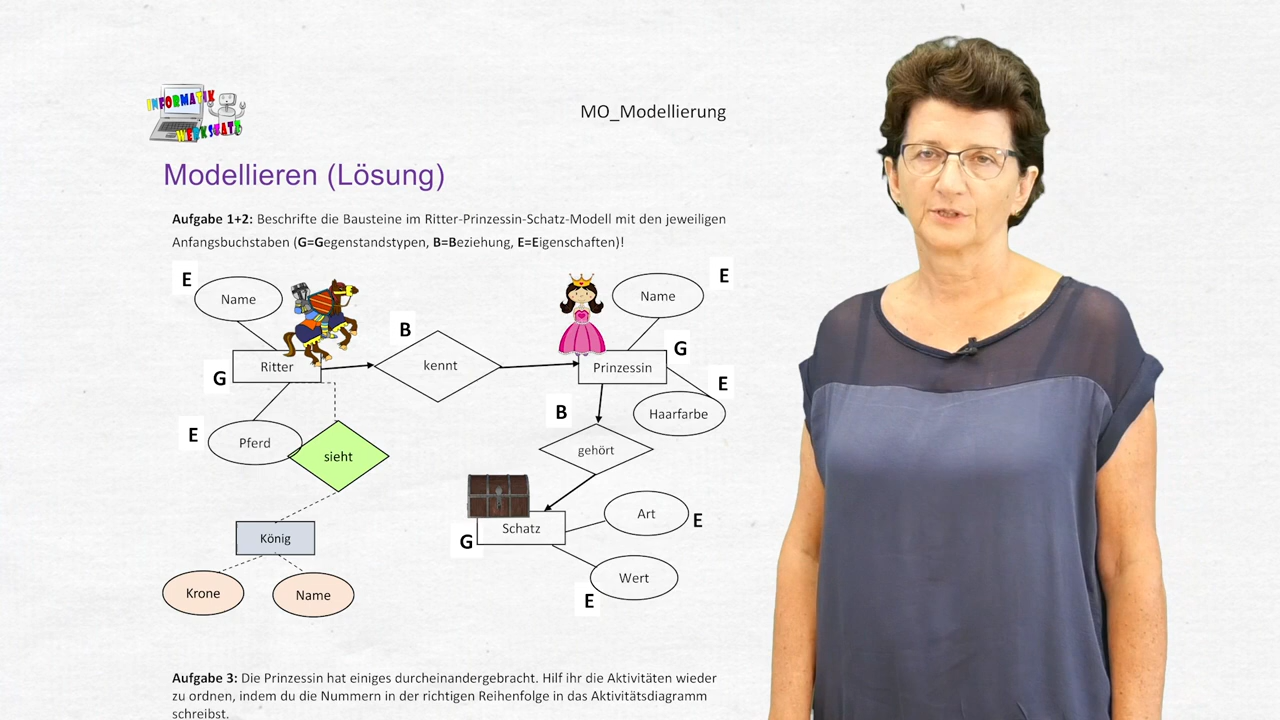 INFORMATIK
WERKSTATT
MO_Modellierung
Modellieren (Lösung)
Aufgabe 1+2: Beschrifte die Bausteine im Ritter-Prinzessin-Schatz-Modell mit den jeweiligen
Anfangsbuchstaben (G=Gegenstandstypen, B=Beziehung, E=Eigenschaften)!
E
Name
B
Name
E
G
Ritter
kennt
Prinzessin
G
E
Pferd
sieht
B
gehört
Haarfarbe
E
König
Krone
Name
G
Schatz
Art
E
Wert
E
Aufgabe 3: Die Prinzessin hat einiges durcheinandergebracht. Hilf ihr die Aktivitäten wieder
zu ordnen, indem du die Nummern in der richtigen Reihenfolge in das Aktivitätsdiagramm
schreibst.